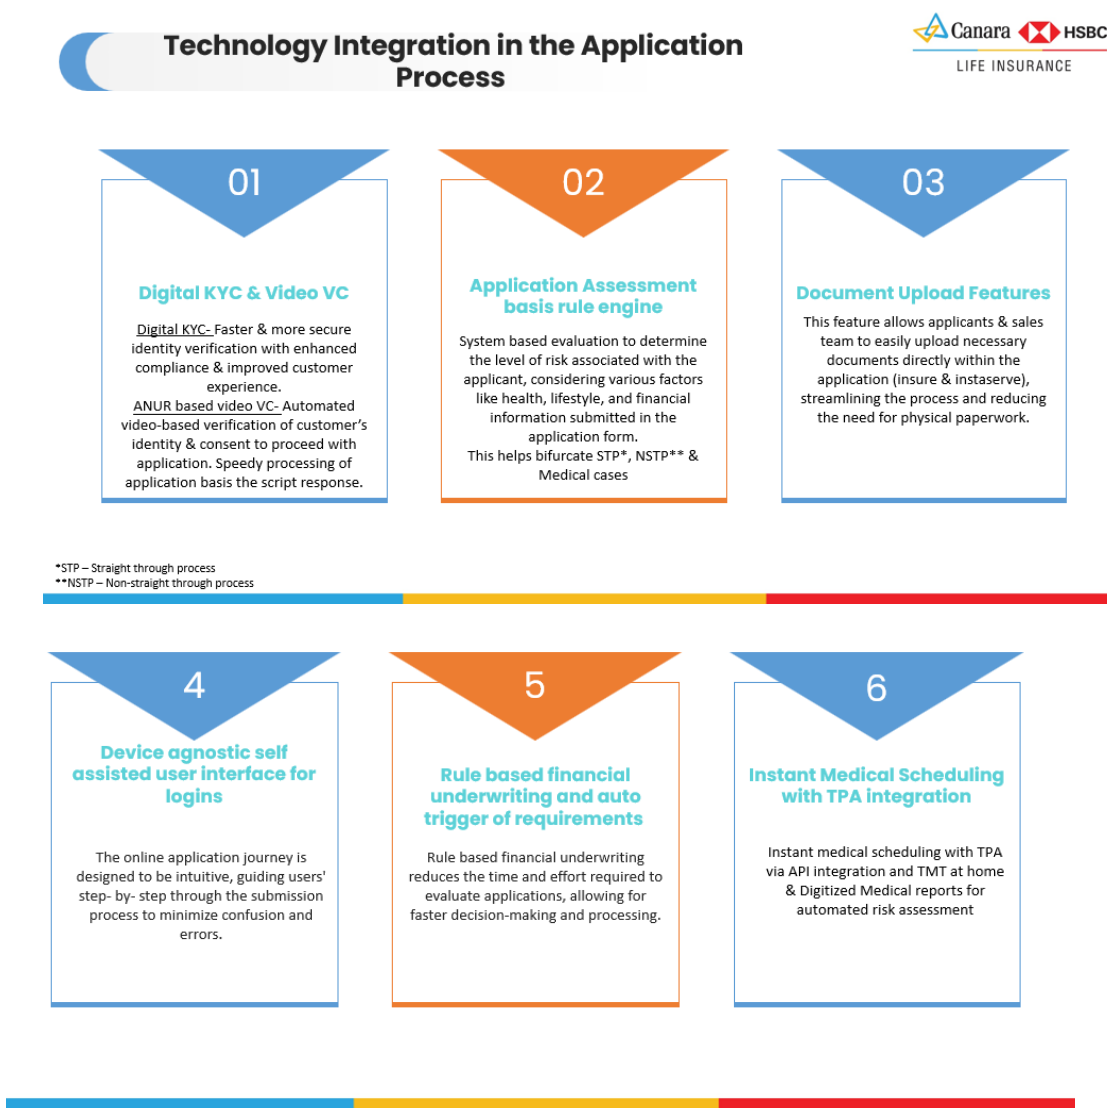 Technology Integration in the Application
Process
Canara HSBC
LIFE INSURANCE
01
Digital KYC & Video VC
Digital KYC- Faster & more secure
identity verification with enhanced
compliance & improved customer
experience.
ANUR based video VC- Automated
video-based verification of customer's
identity & consent to proceed with
application. Speedy processing of
application basis the script response.
02
Application Assessment
basis rule engine
System based evaluation to determine
the level of risk associated with the
applicant, considering various factors
like health, lifestyle, and financial
information submitted in the
application form.
This helps bifurcate STP*, NSTP** &
Medical cases
03
Document Upload Features
This feature allows applicants & sales
team to easily upload necessary
documents directly within the
application (insure & instaserve),
streamlining the process and reducing
the need for physical paperwork.
*STP – Straight through process
**NSTP – Non-straight through process
4
Device agnostic self
assisted user interface for
logins
The online application journey is
designed to be intuitive, guiding users'
step- by- step through the submission
process to minimize confusion and
errors.
5
Rule based financial
underwriting and auto
trigger of requirements
Rule based financial underwriting
reduces the time and effort required to
evaluate applications, allowing for
faster decision-making and processing.
6
Instant Medical Scheduling
with TPA integration
Instant medical scheduling with TPA
via API integration and TMT at home
& Digitized Medical reports for
automated risk assessment